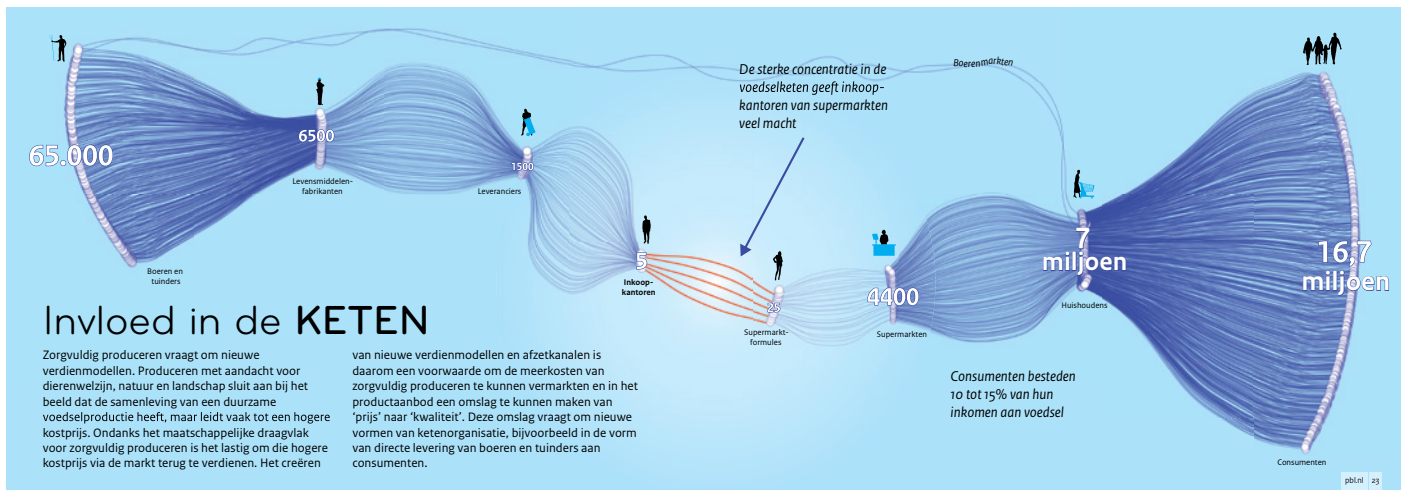 65.000
Boeren en
tuinders
6500
Levensmiddelen-
fabrikanten
1500
Leveranciers
5
Inkoop-
kantoren
De sterke concentratie in de
voedselketen geeft inkoop-
kantoren van supermarkten
veel macht
25
Supermarkt-
formules
4400
Supermarkten
Boerenmarkten
7
miljoen
Huishoudens
16,7
miljoen
Consumenten
Consumenten besteden
10 tot 15% van hun
inkomen aan voedsel
Invloed in de KETEN
Zorgvuldig produceren vraagt om nieuwe
verdienmodellen. Produceren met aandacht voor
dierenwelzijn, natuur en landschap sluit aan bij het
beeld dat de samenleving van een duurzame
voedselproductie heeft, maar leidt vaak tot een hogere
kostprijs. Ondanks het maatschappelijke draagvlak
voor zorgvuldig produceren is het lastig om die hogere
kostprijs via de markt terug te verdienen. Het creëren
van nieuwe verdienmodellen en afzetkanalen is
daarom een voorwaarde om de meerkosten van
zorgvuldig produceren te kunnen vermarkten en in het
productaanbod een omslag te kunnen maken van
‘prijs’ naar ‘kwaliteit’. Deze omslag vraagt om nieuwe
vormen van ketenorganisatie, bijvoorbeeld in de vorm
van directe levering van boeren en tuinders aan
consumenten.
pbl.nl 23